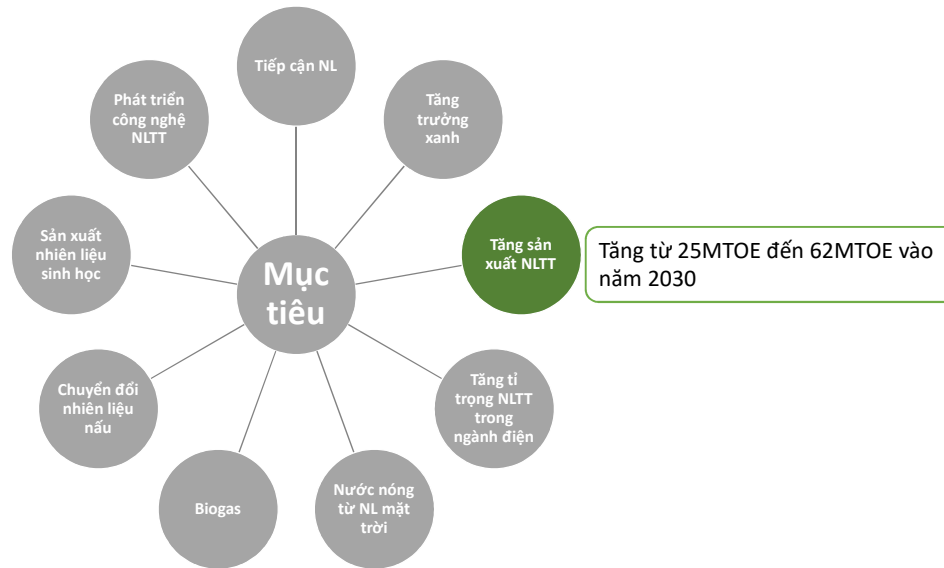 Tiếp cận NL
Phát triển
công nghệ
NLTT
Tăng
trưởng
xanh
Sản xuất
nhiên liệu
sinh học
Mục
tiêu
Tăng sản
xuất NLTT
Tăng từ 25MTOE đến 62MTOE vào
năm 2030
Chuyển đổi
nhiên liệu
nấu
Tăng tỉ
trọng NLTT
trong
ngành điện
Biogas
Nước nóng
từ NL mặt
trời